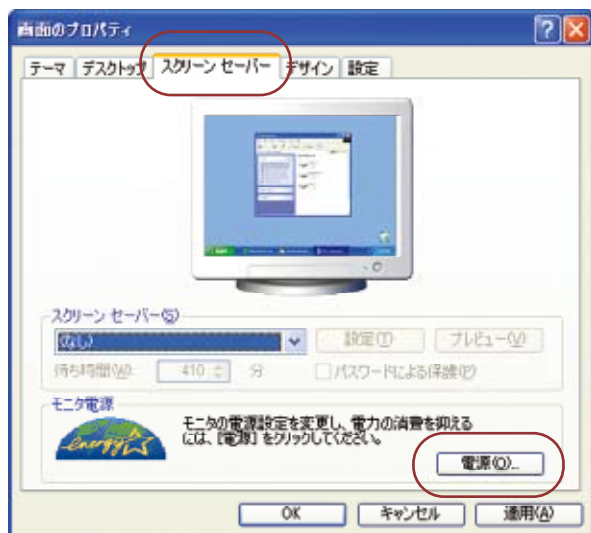 画面のプロパティ
テーマ デスクトップ スクリーン セーバー デザイン 設定
スクリーン セーバー(S)
(なし) 設定(T) プレビュー(V)
待ち時間(W): 410 分 パスワードによる保護(P)
モニタ電源
energy
モニタの電源設定を変更し、電力の消費を抑える
には、[電源] をクリックしてください。
電源(O)...
OK キャンセル 適用(A)